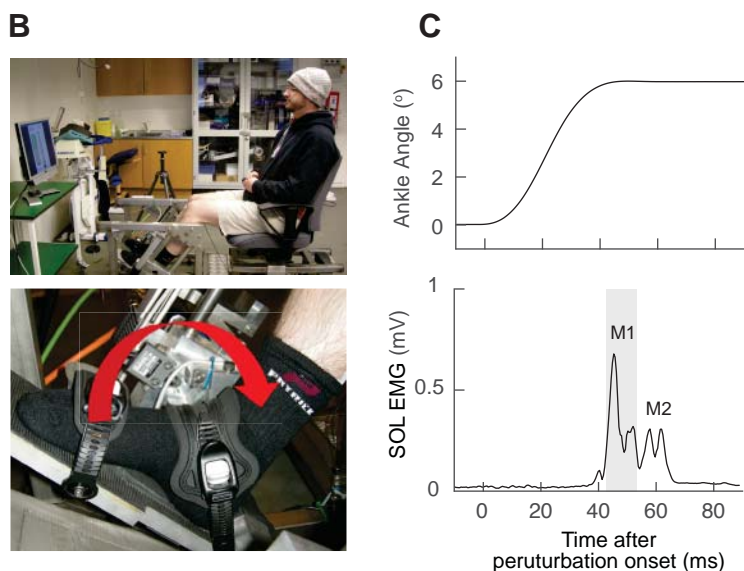 B
C
6
4
2
0
Ankle Angle (°)
1
0.5
0
SOL EMG (mV)
M1
M2
0 20 40 60 80
Time after
peruturbation onset (ms)